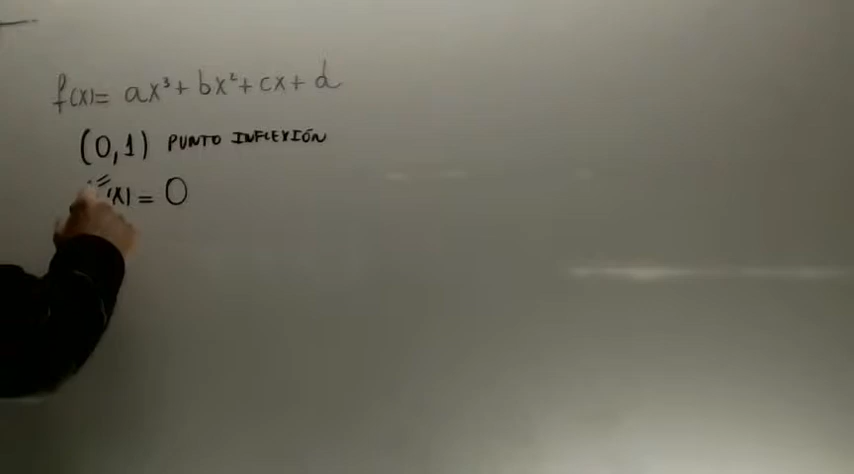 f(x)= ax³+ bx²+ cx+ d
(0,1) PUNTO INFLEXIÓN
"(x) = 0